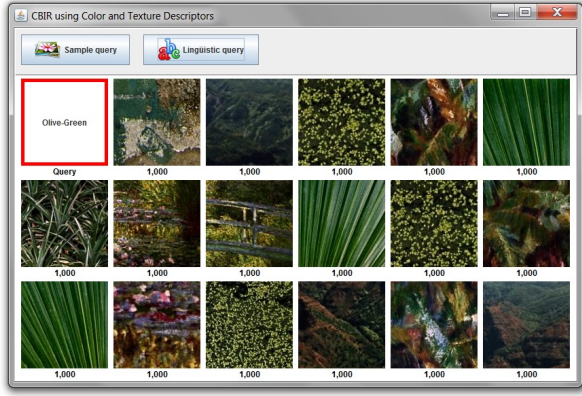 CBIR using Color and Texture Descriptors
Sample query
abc Lingüistic query
Olive-Green
Query 1,000 1,000 1,000 1,000 1,000
1,000 1,000 1,000 1,000 1,000 1,000
1,000 1,000 1,000 1,000 1,000 1,000